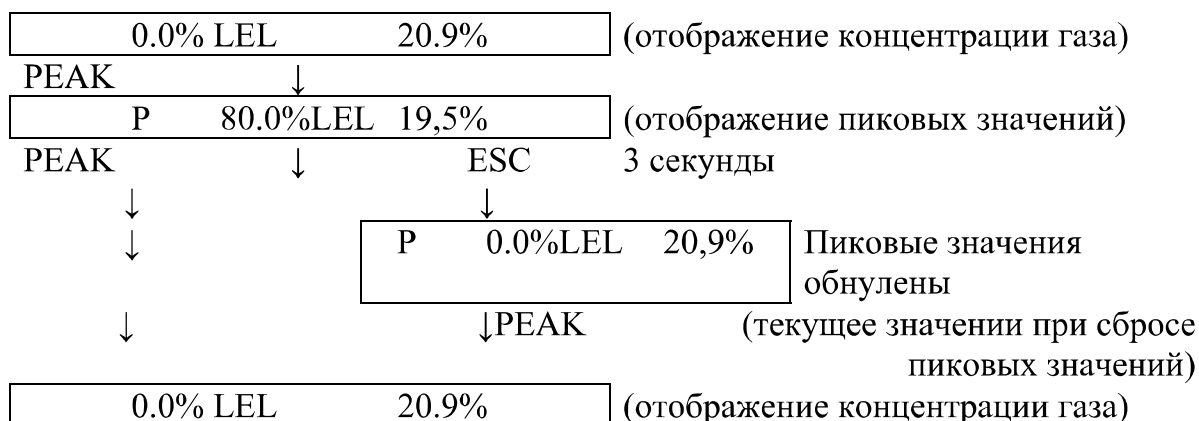 0.0% LEL 20.9% (отображение концентрации газа)
PEAK ↓
P 80.0%LEL 19,5% (отображение пиковых значений)
PEAK ↓ ESC 3 секунды
↓ ↓
↓ P 0.0%LEL 20,9% Пиковые значения
обнулены
↓ ↓PEAK (текущее значении при сбросе
пиковых значений)
0.0% LEL 20.9% (отображение концентрации газа)